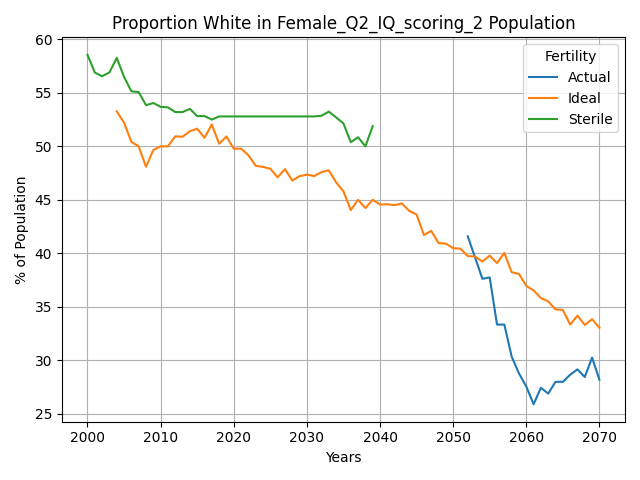 Proportion White in Female_Q2_IQ_scoring_2 Population
Fertility
Actual
Ideal
Sterile
% of Population
60
55
50
45
40
35
30
25
2000
2010
2020
2030
2040
2050
2060
2070
Years